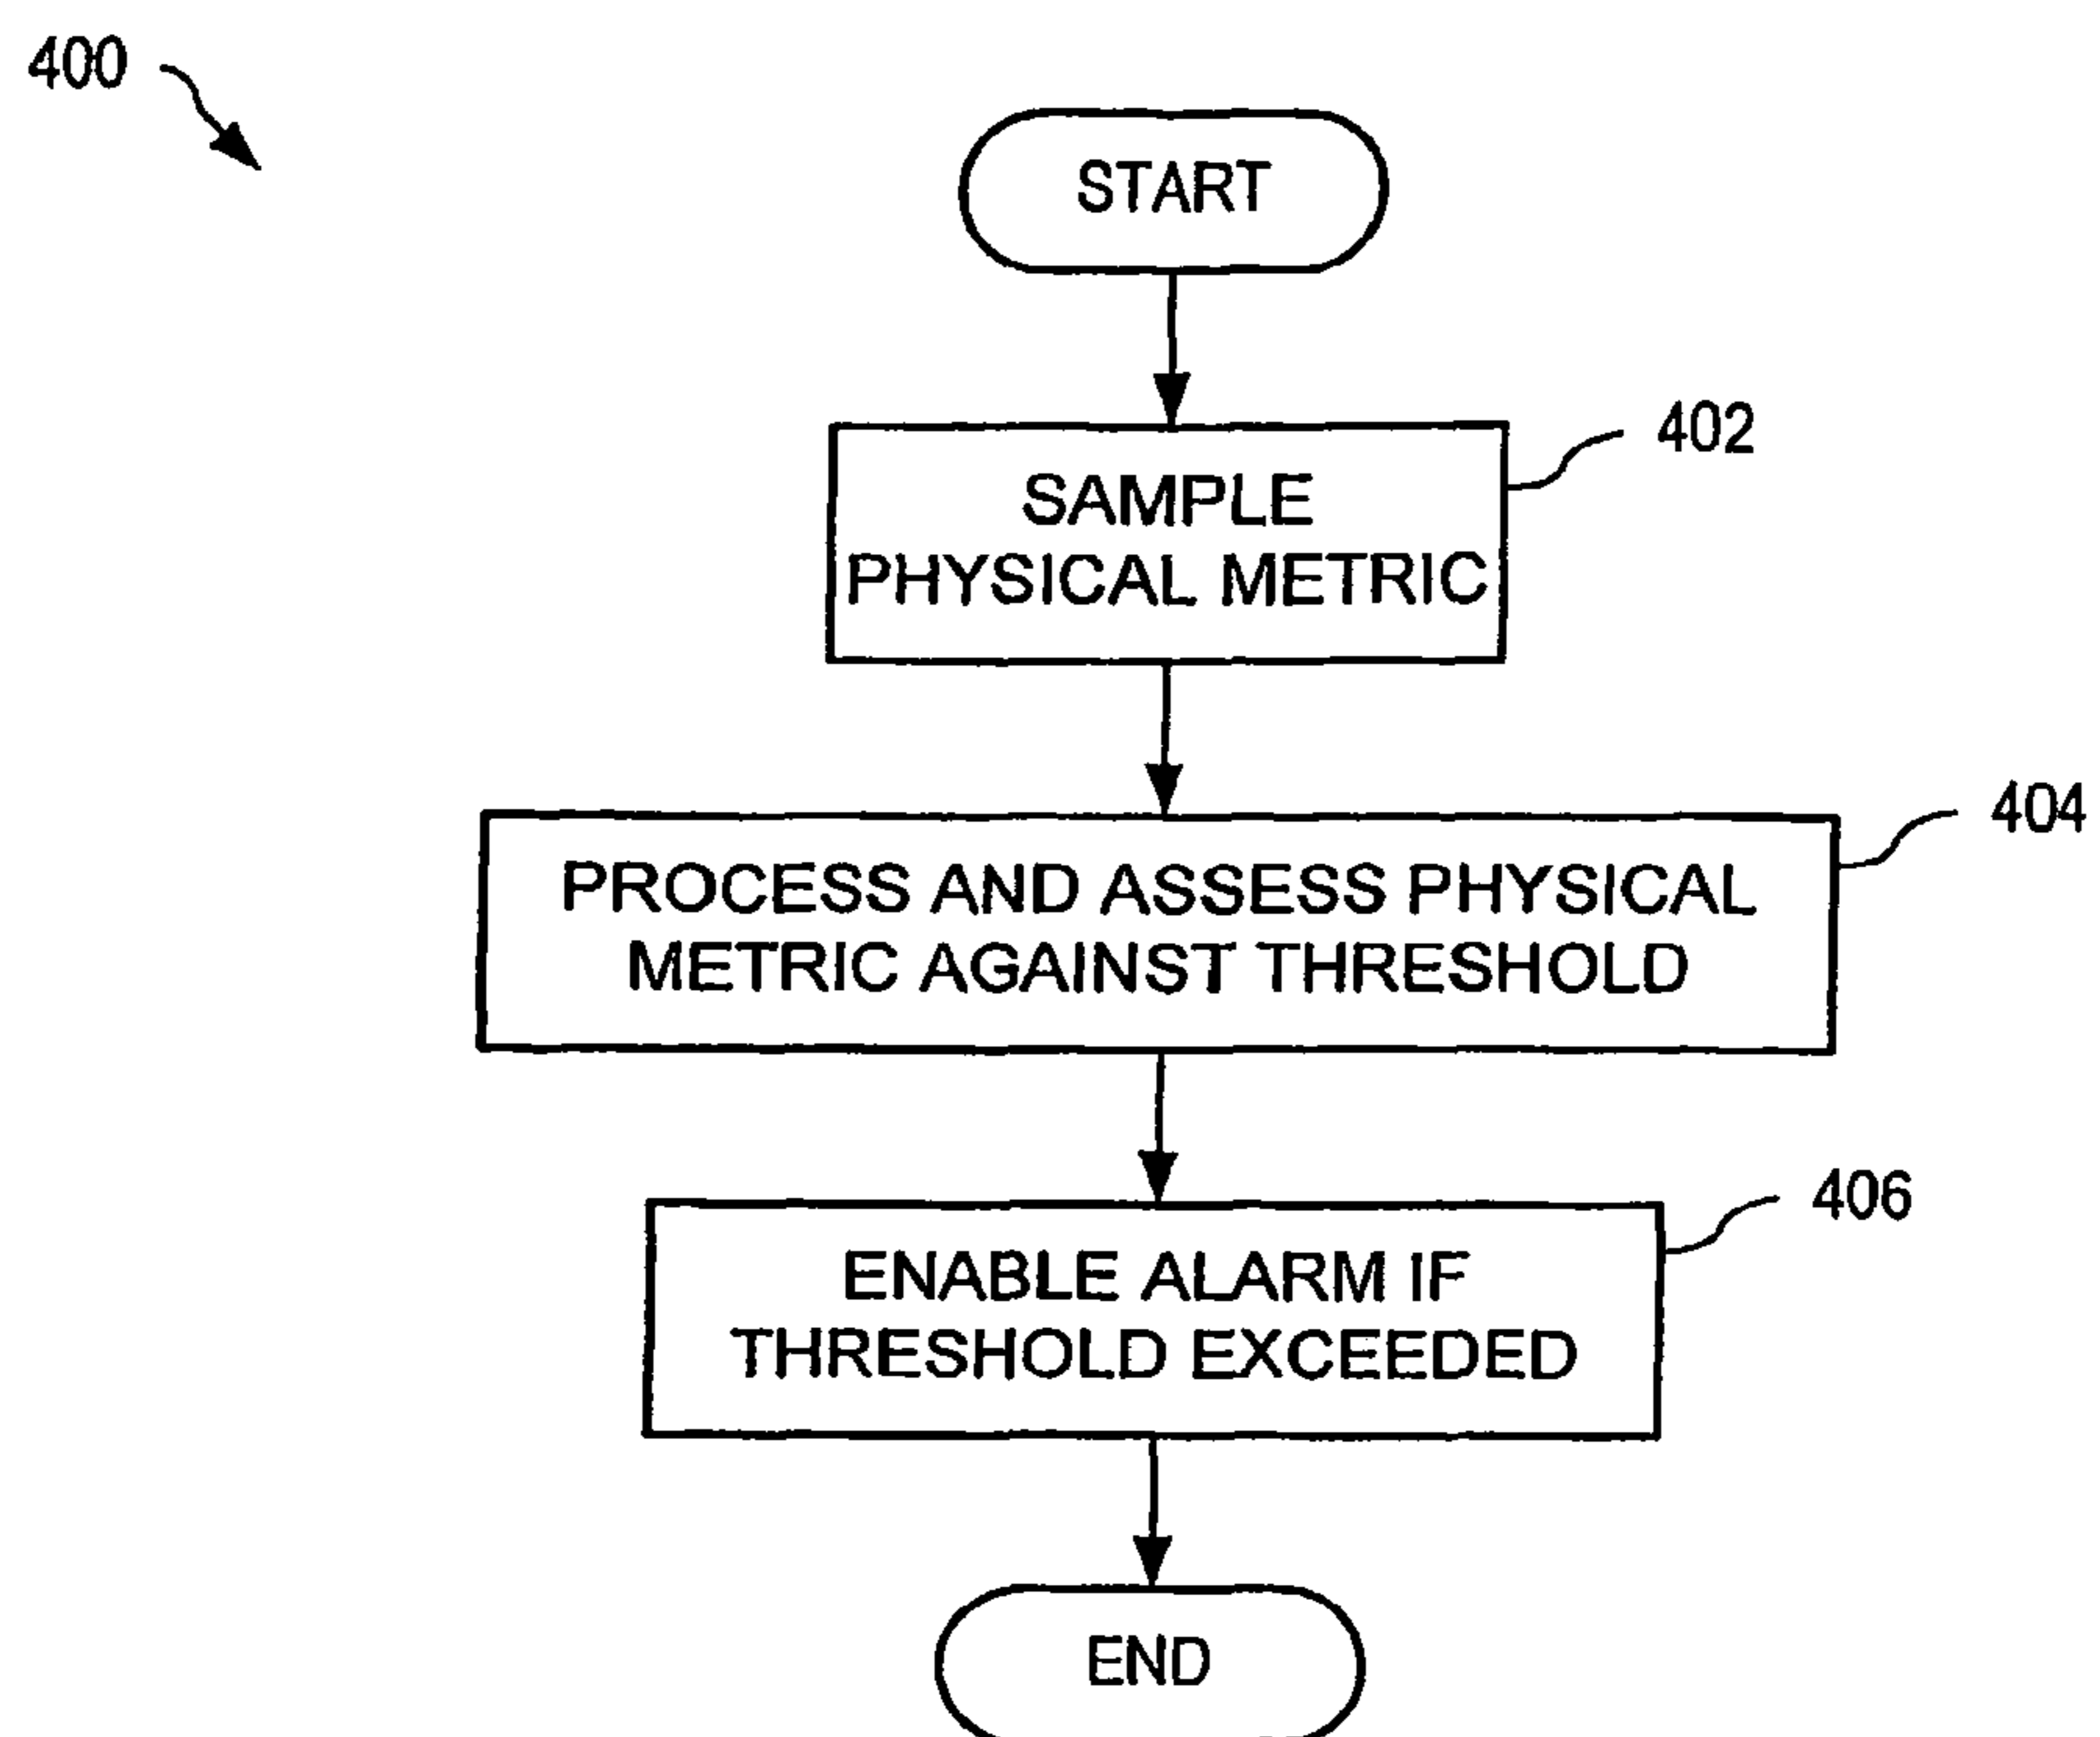 400
START
402
SAMPLE
PHYSICAL METRIC
404
PROCESS AND ASSESS PHYSICAL
METRIC AGAINST THRESHOLD
406
ENABLE ALARM IF
THRESHOLD EXCEEDED
END